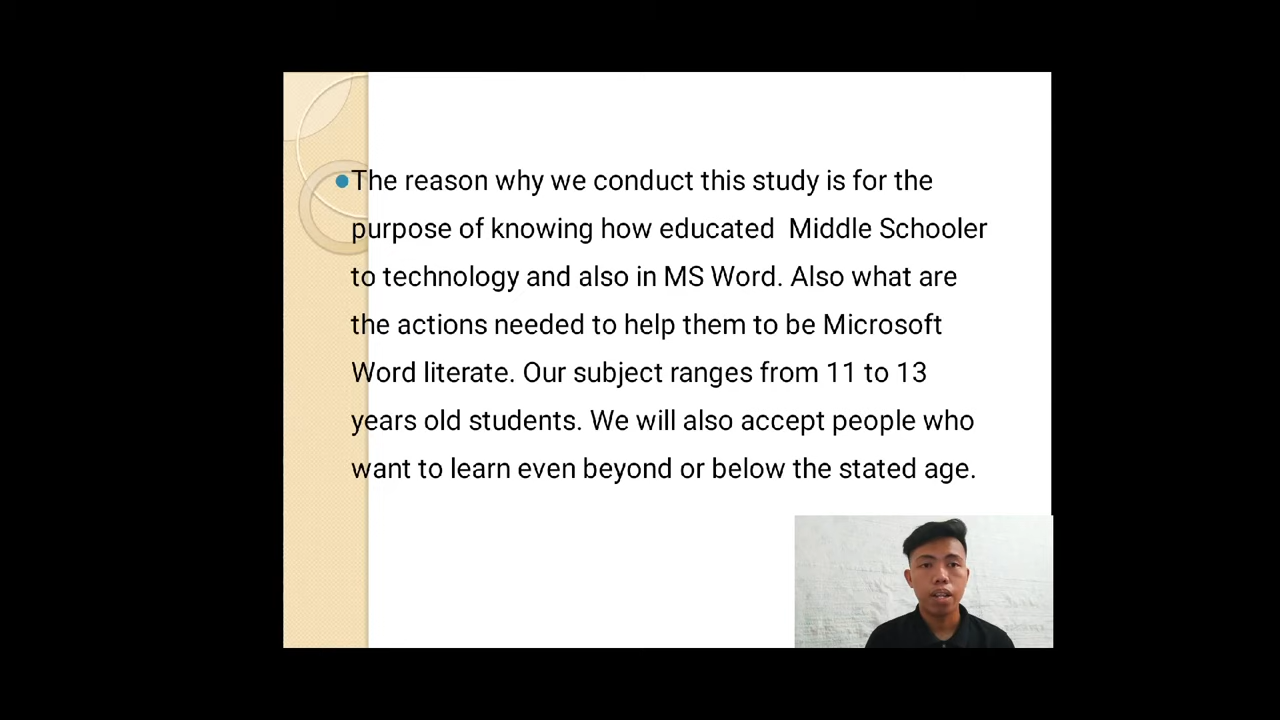 The reason why we conduct this study is for the
purpose of knowing how educated  Middle Schooler
to technology and also in MS Word. Also what are
the actions needed to help them to be Microsoft
Word literate. Our subject ranges from 11 to 13
years old students. We will also accept people who
want to learn even beyond or below the stated age.